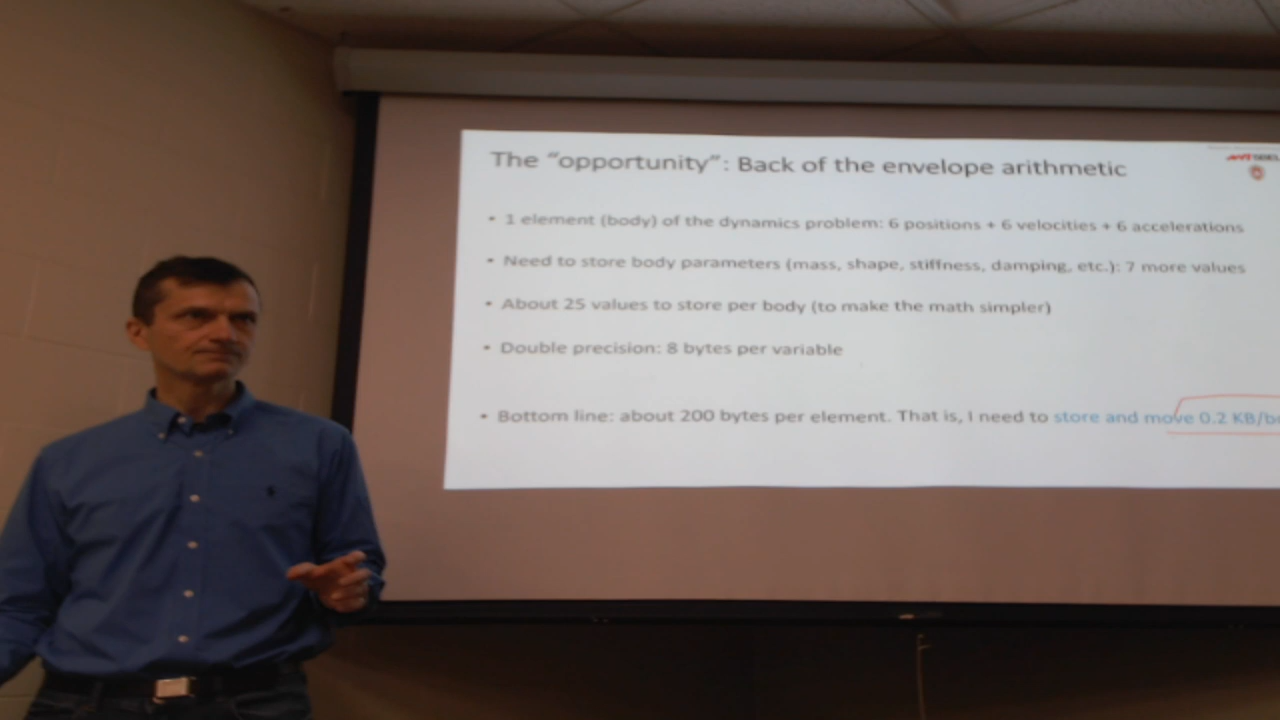 The "opportunity": Back of the envelope arithmetic
• 1 element (body) of the dynamics problem: 6 positions + 6 velocities + 6 accelerations
• Need to store body parameters (mass, shape, stiffness, damping, etc.): 7 more values
• About 25 values to store per body (to make the math simpler)
• Double precision: 8 bytes per variable
• Bottom line: about 200 bytes per element. That is, I need to store and move 0.2 KB/b